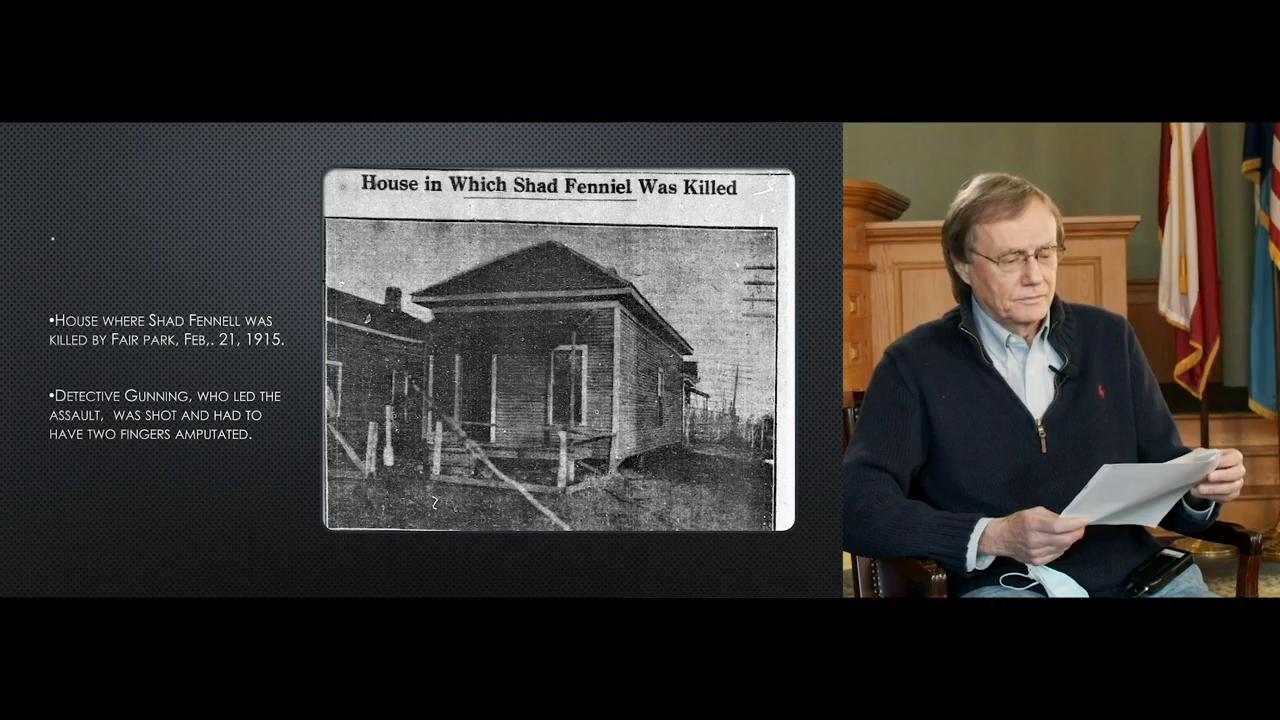 House in Which Shad Fenniel Was Killed
•House where Shad Fennell was
killed by Fair park, Feb,. 21, 1915.
•Detective Gunning, who led the
assault, was shot and had to
have two fingers amputated.